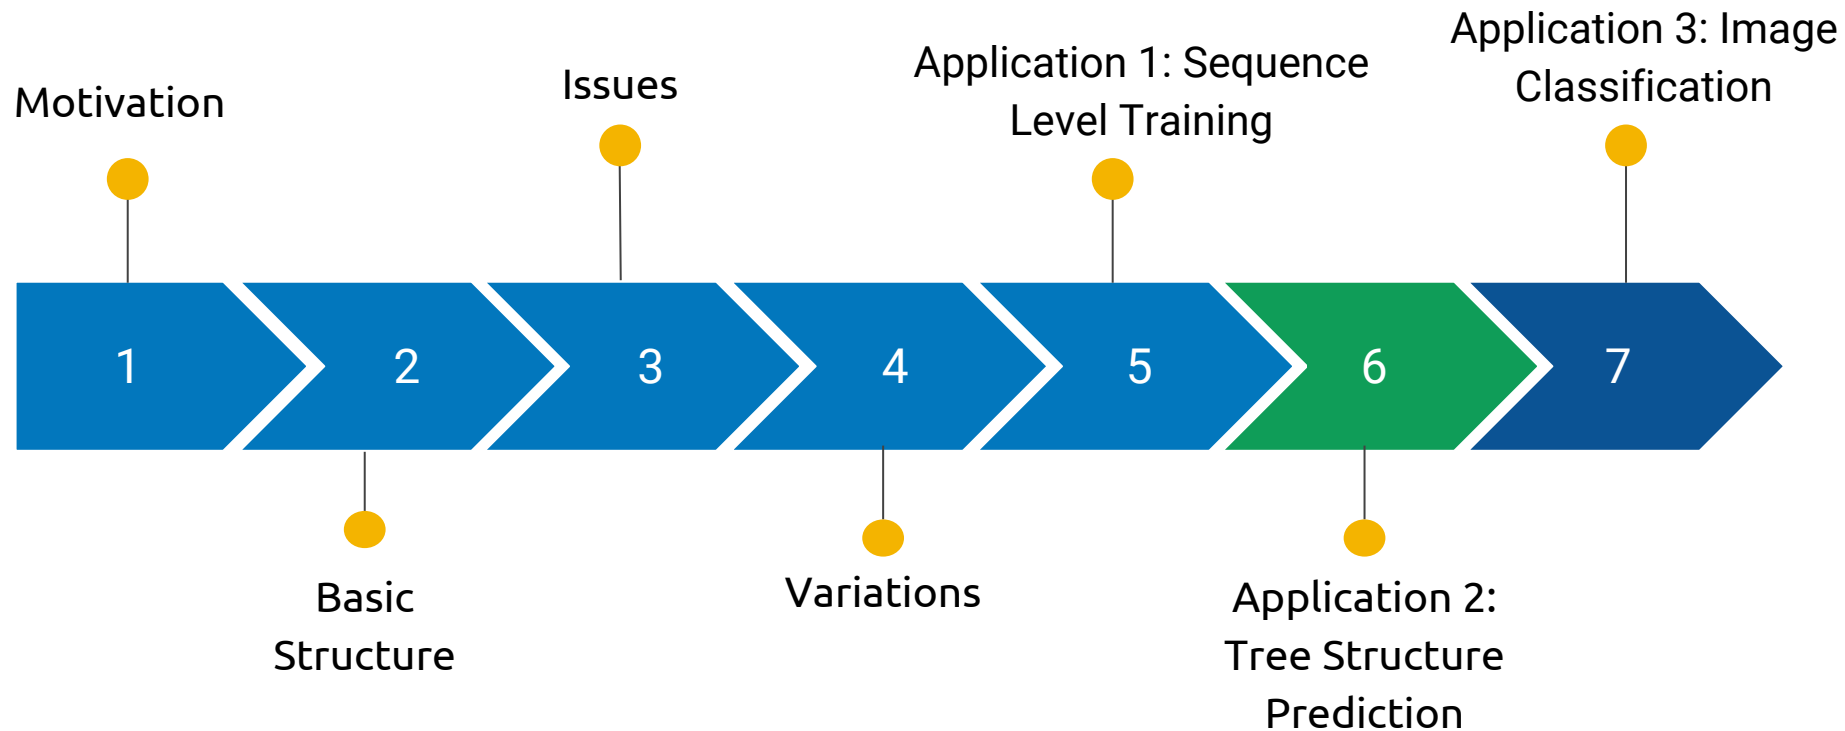 Motivation
Issues
Application 1: Sequence
Level Training
Application 3: Image
Classification
1
2
3
4
5
6
7
Basic
Structure
Variations
Application 2:
Tree Structure
Prediction